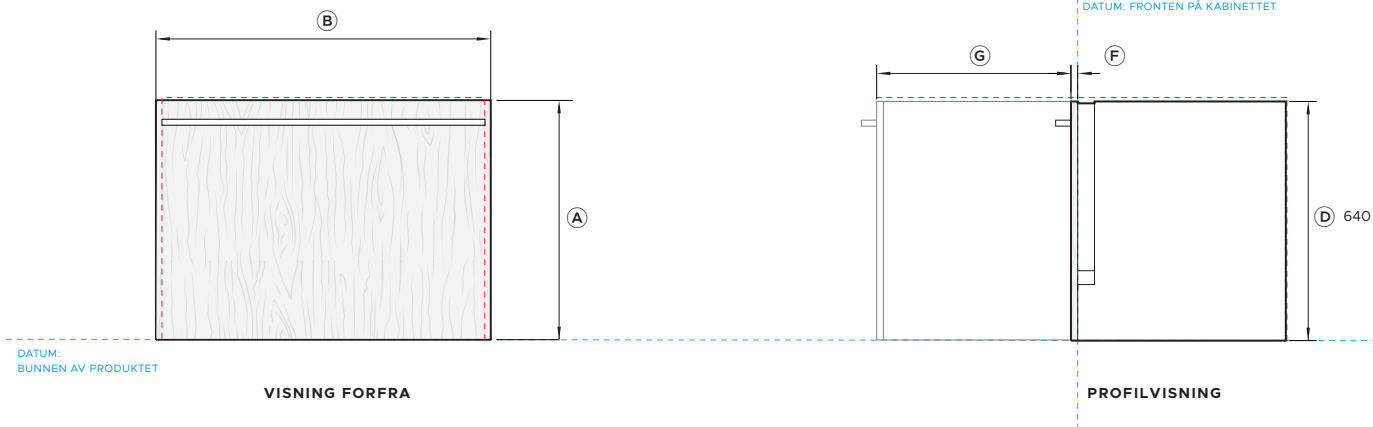 DATUM: FRONTEN PÅ KABINETTET
B
G
F
A
D 640
DATUM:
BUNNEN AV PRODUKTET
VISNING FORFRA
PROFILVISNING